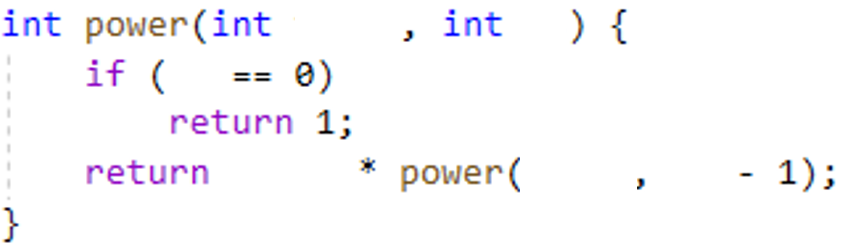 int power(int , int ) {
if ( == 0)
return 1;
return * power( , - 1);
}